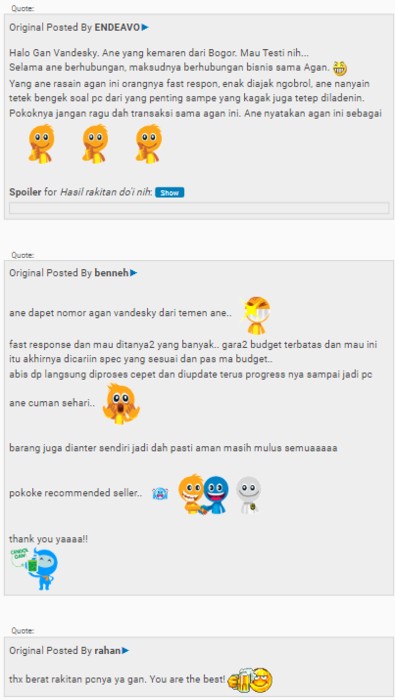 Quote:
Original Posted By ENDEAVO
Halo Gan Vandesky. Ane yang kemaren dari Bogor. Mau Testi nih...
Selama ane berhubungan, maksudnya berhubungan bisnis sama Agan.
Yang ane rasain agan ini orangnya fast respon, enak diajak ngobrol, ane nanyain
tetek bengek soal pc dari yang penting sampe yang kagak juga tetep diladenin.
Pokoknya jangan ragu dah transaksi sama agan ini. Ane nyatakan agan ini sebagai
Spoiler for Hasil rakitan do'i nih: Show
Quote:
Original Posted By benneh
ane dapet nomor agan vandesky dari temen ane..
fast response dan mau ditanya2 yang banyak.. gara2 budget terbatas dan mau ini
itu akhirnya dicariin spec yang sesuai dan pas ma budget..
abis dp langsung diproses cepet dan diupdate terus progress nya sampai jadi pc
ane cuman sehari..
barang juga dianter sendiri jadi dah pasti aman masih mulus semuaaaaa
pokoke recommended seller..
thank you yaaaa!!
Quote:
Original Posted By rahan
thx berat rakitan pcnya ya gan. You are the best!